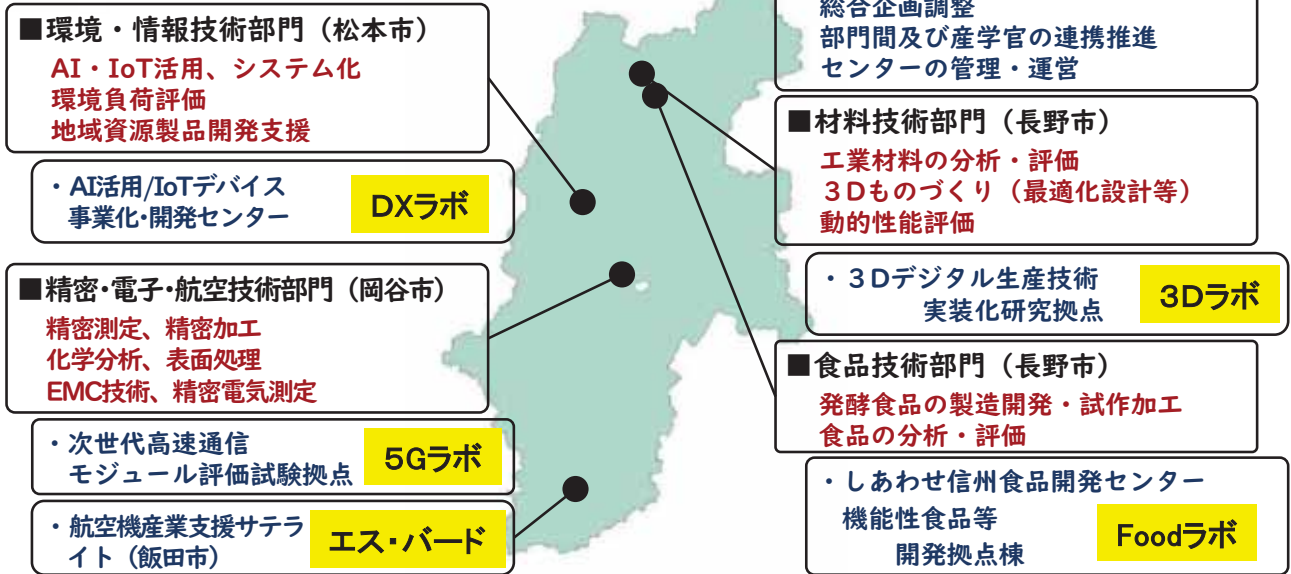 ■環境・情報技術部門（松本市）
AI・IoT活用、システム化
環境負荷評価
地域資源製品開発支援
・AI活用/IoTデバイス
事業化・開発センター
DXラボ
■精密・電子・航空技術部門（岡谷市）
精密測定、精密加工
化学分析、表面処理
EMC技術、精密電気測定
・次世代高速通信
モジュール評価試験拠点
5Gラボ
・航空機産業支援サテラ
イト（飯田市）
エス・バード
総合企画調整
部門間及び産学官の連携推進
センターの管理・運営
■材料技術部門（長野市）
工業材料の分析・評価
３Dものづくり（最適化設計等）
動的性能評価
・３Dデジタル生産技術
実装化研究拠点
3Dラボ
■食品技術部門（長野市）
発酵食品の製造開発・試作加工
食品の分析・評価
・しあわせ信州食品開発センター
機能性食品等
開発拠点棟
Foodラボ